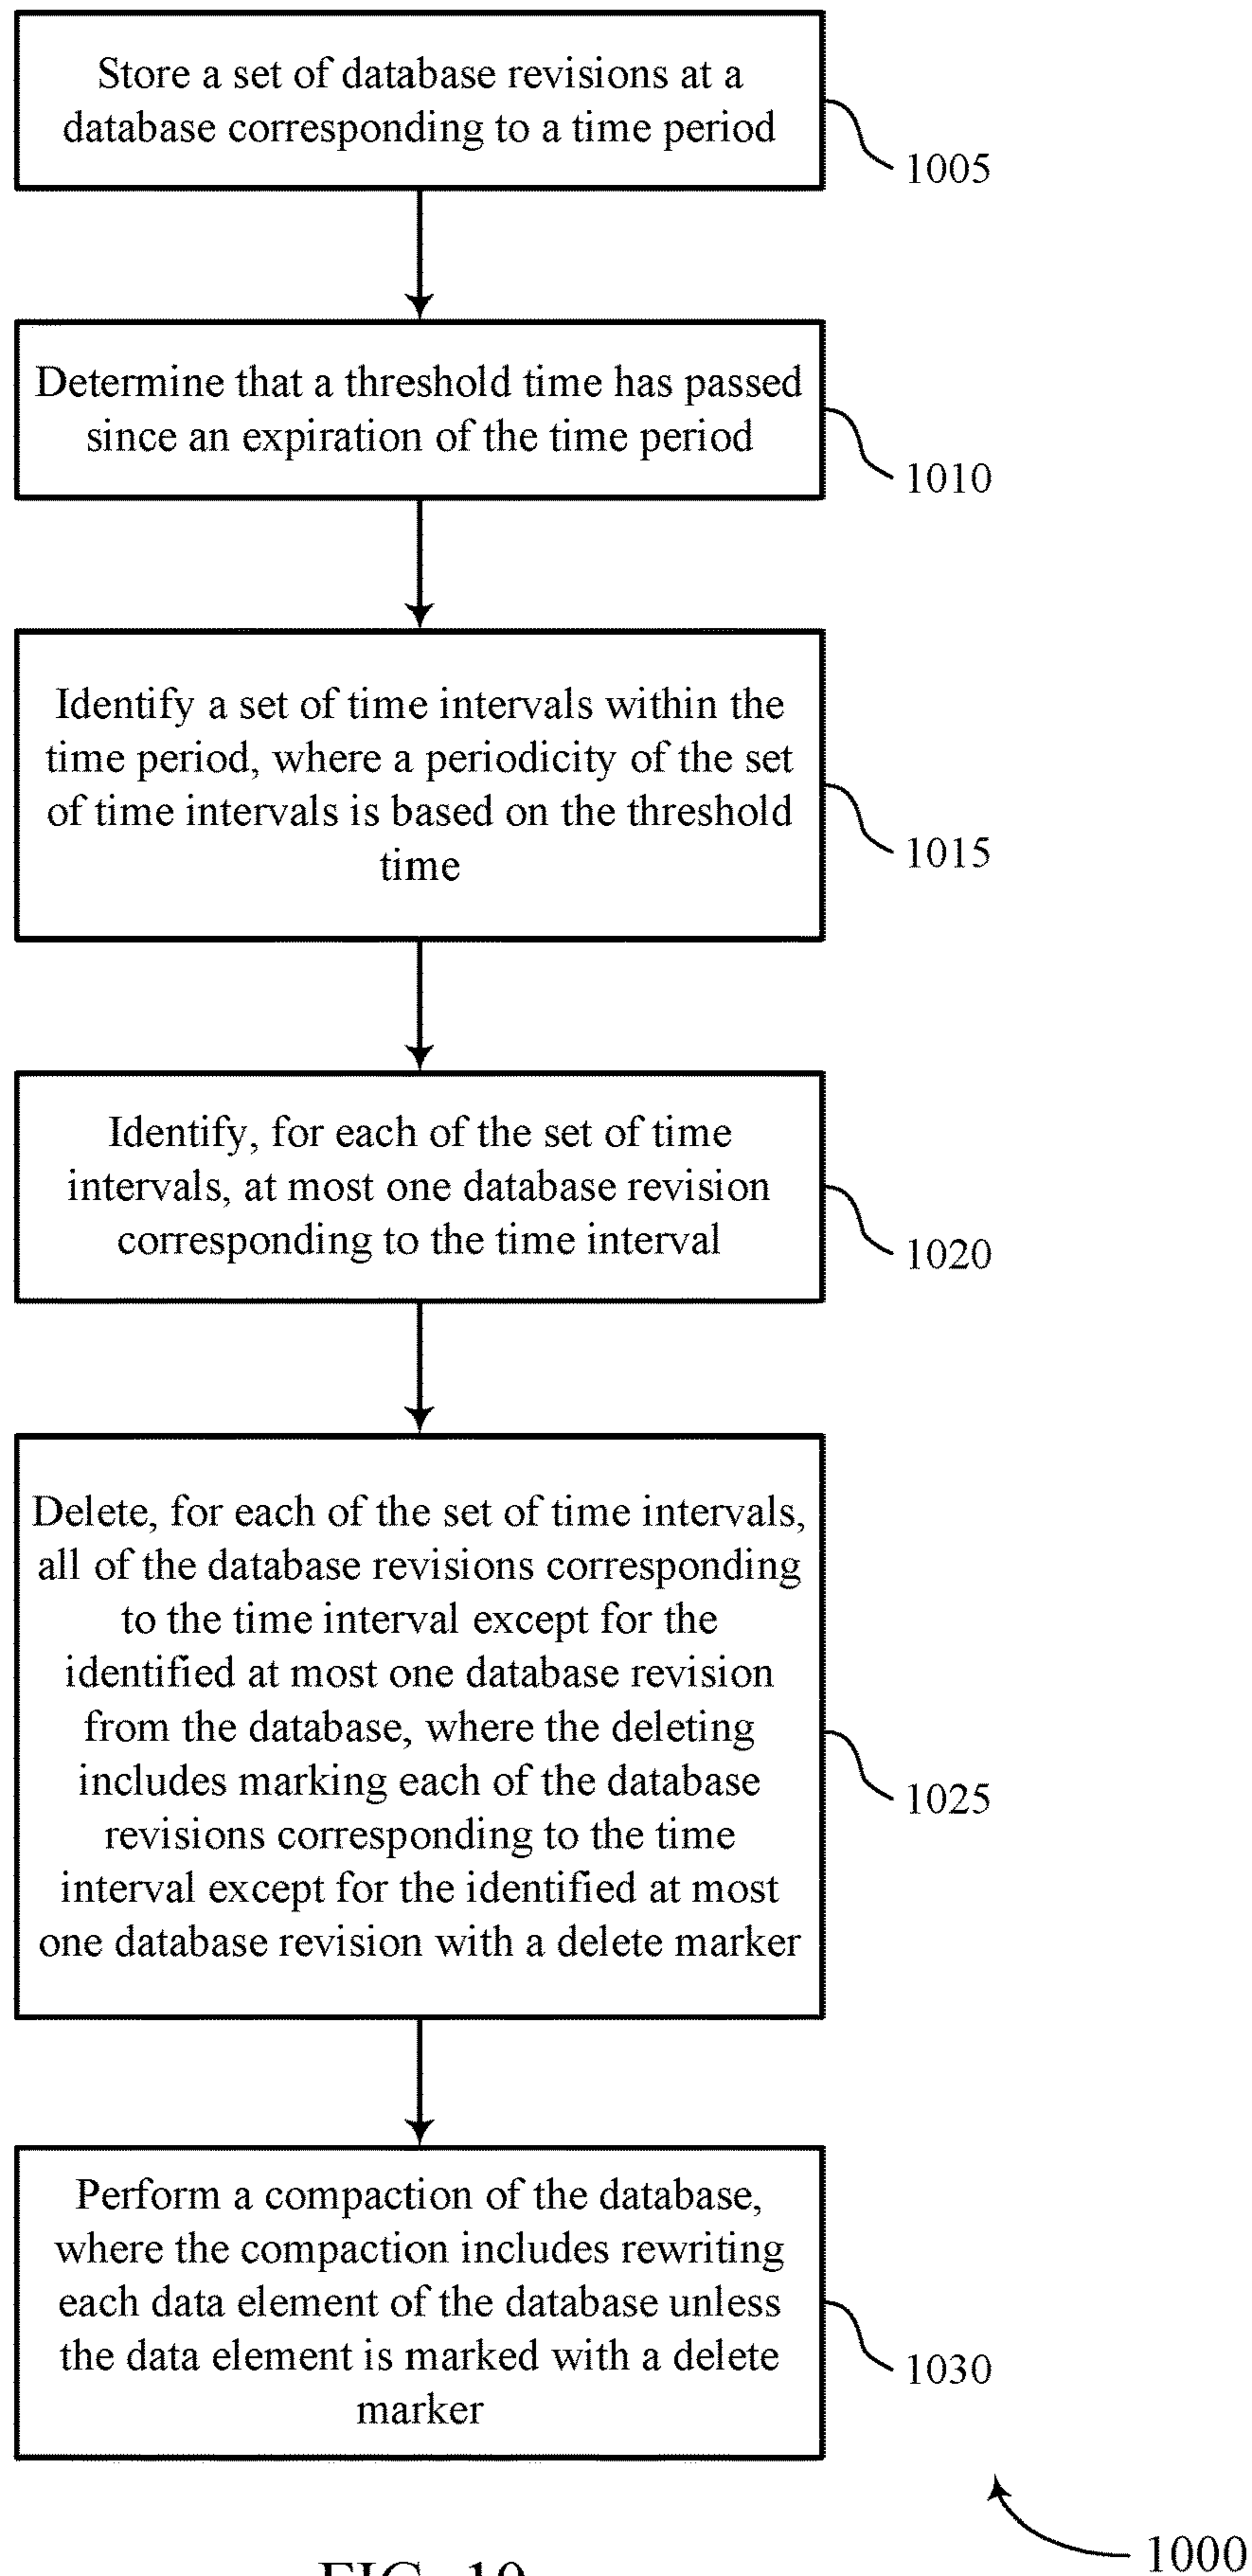 Store a set of database revisions at a
database corresponding to a time period
1005
Determine that a threshold time has passed
since an expiration of the time period
1010
Identify a set of time intervals within the
time period, where a periodicity of the set
of time intervals is based on the threshold
time
1015
Identify, for each of the set of time
intervals, at most one database revision
corresponding to the time interval
1020
Delete, for each of the set of time intervals,
all of the database revisions corresponding
to the time interval except for the
identified at most one database revision
from the database, where the deleting
includes marking each of the database
revisions corresponding to the time
interval except for the identified at most
one database revision with a delete marker
1025
Perform a compaction of the database,
where the compaction includes rewriting
each data element of the database unless
the data element is marked with a delete
marker
1030
1000
FIG. 10